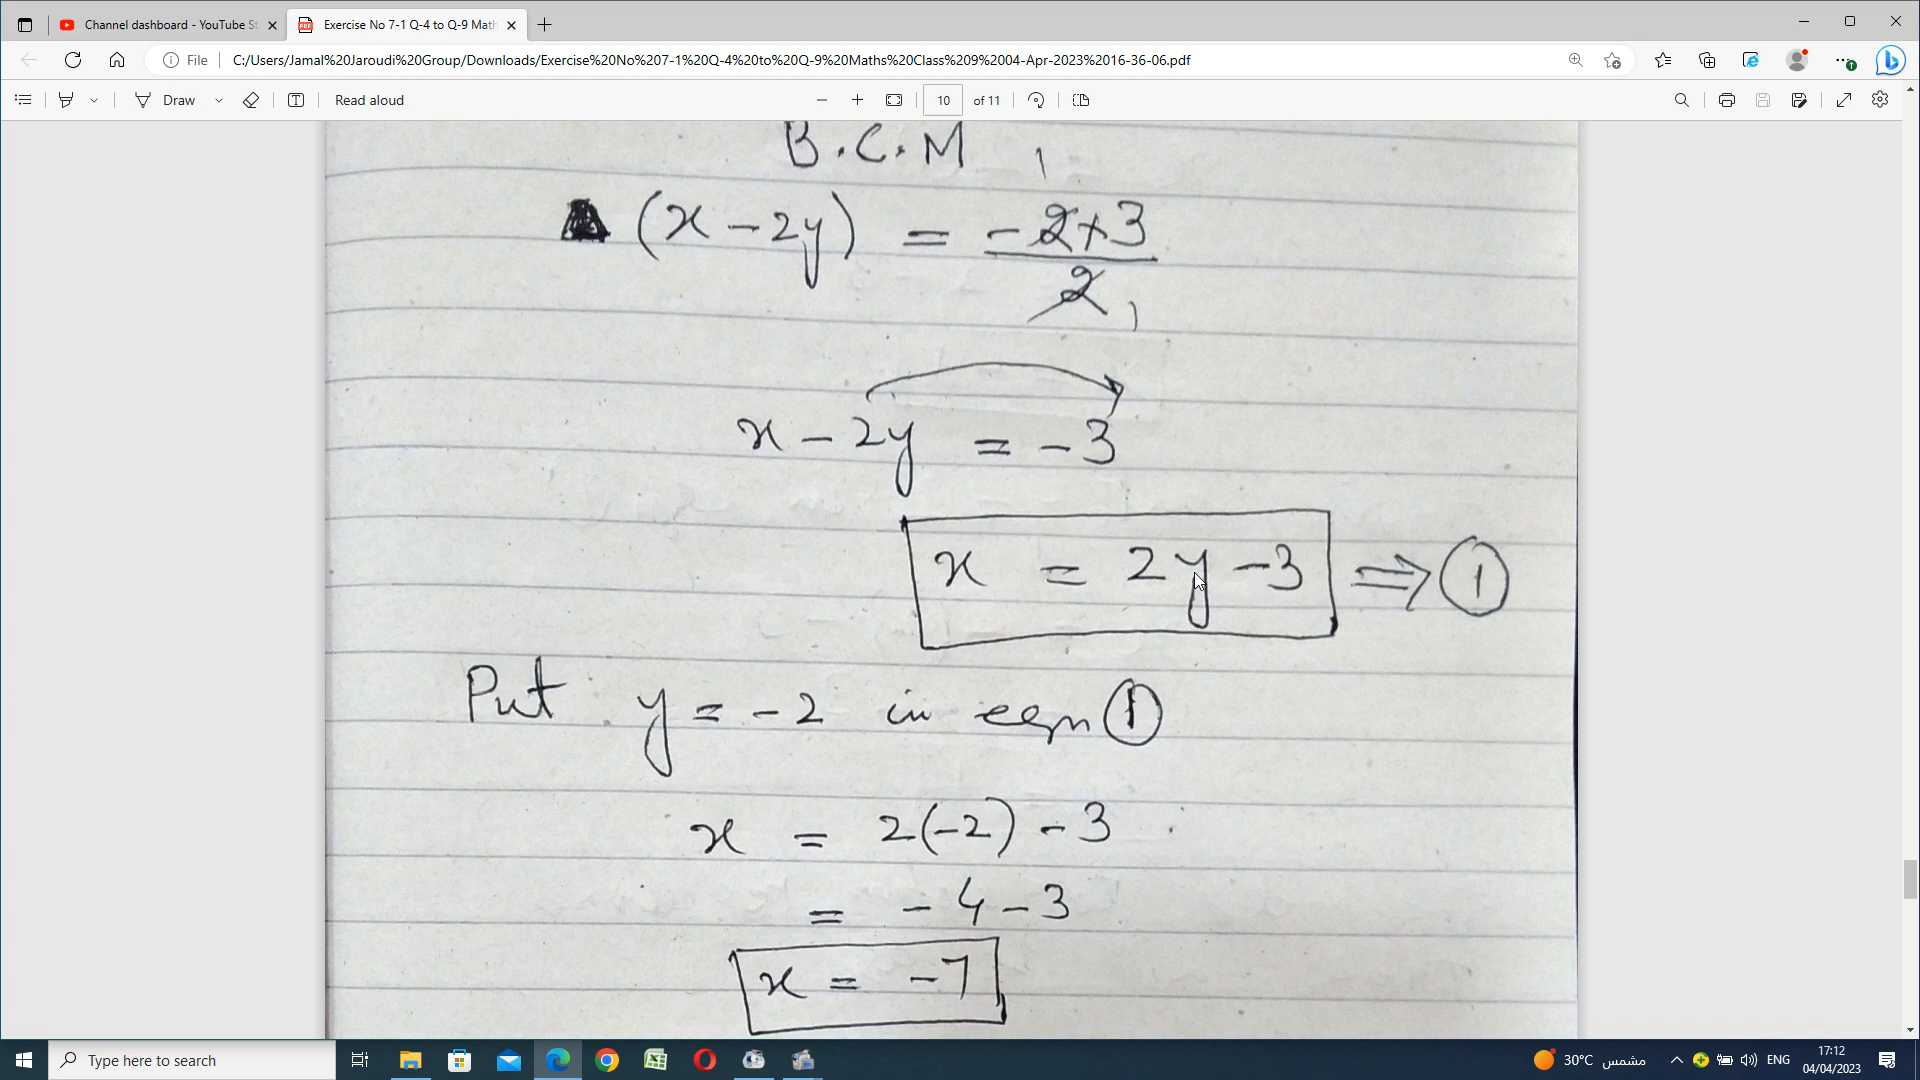 Channel dashboard - YouTube St
Exercise No 7-1 Q-4 to Q-9 Math
File
C:/Users/Jamal%20Jaroudi%20Group/Downloads/Exercise%20No%207-1%20Q-4%20to%20Q-9%20Maths%20Class%209%2004-Apr-2023%2016-36-06.pdf
Draw
Read aloud
10 of 11
B.C.M
(x - 2y) = -2×3/2
1
1
x - 2y = -3
x = 2y - 3 ⇒ ①
Put y = -2 in eqn ①
x = 2(-2) - 3
= -4 - 3
x = -7
Type here to search
30°C مشمس
ENG
17:12
04/04/2023